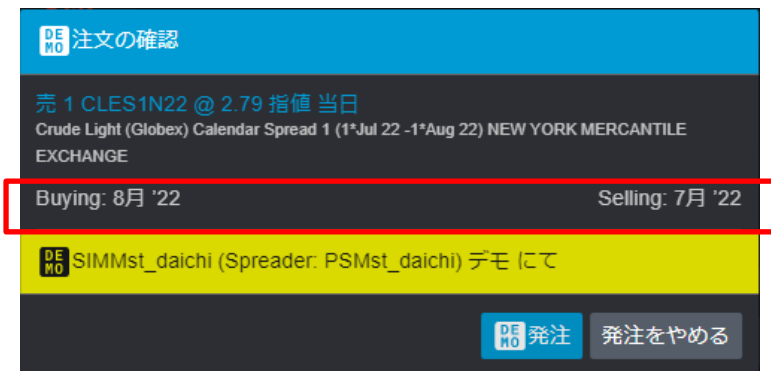 DEMO 注文の確認
売 1 CLES1N22 @ 2.79 指値 当日
Crude Light (Globex) Calendar Spread 1 (1*Jul 22 -1*Aug 22) NEW YORK MERCANTILE
EXCHANGE
Buying: 8月 '22 Selling: 7月 '22
DEMO SIMMst_daichi (Spreader: PSMst_daichi) デモ にて
DEMO 発注 発注をやめる